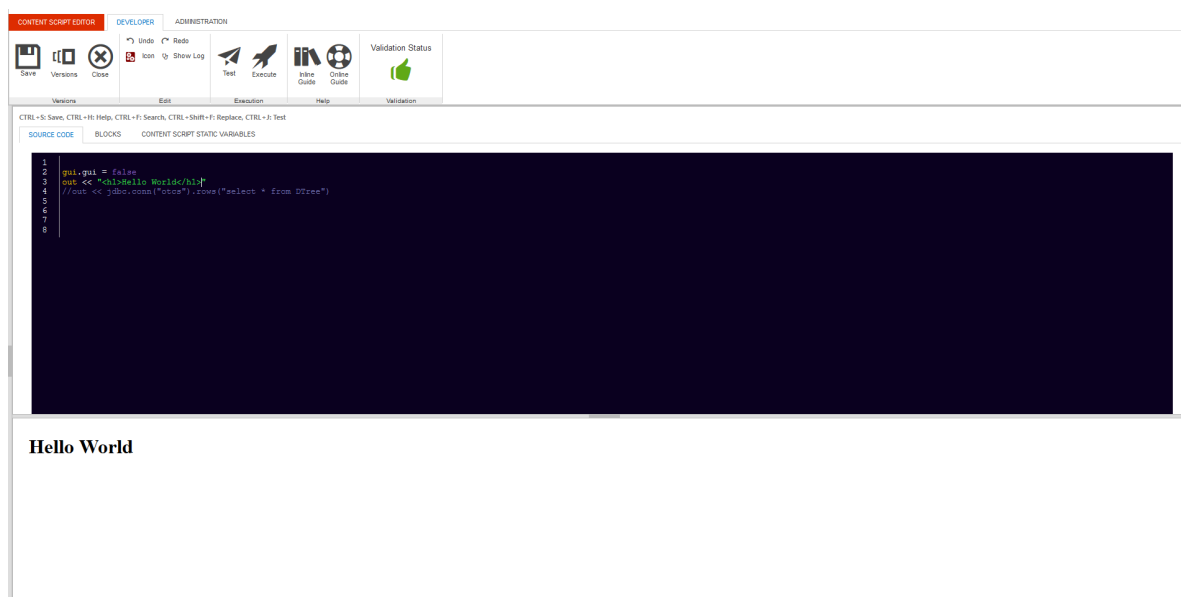 CONTENT SCRIPT EDITOR DEVELOPER ADMINISTRATION
Undo Redo
Icon Show Log
Save Versions Close
Test Execute
Inline Guide Online Guide
Validation Status
Versions Edit Execution Help Validation
CTRL+S: Save, CTRL+H: Help, CTRL+F: Search, CTRL+Shift+F: Replace, CTRL+J: Test
SOURCE CODE BLOCKS CONTENT SCRIPT STATIC VARIABLES
1
2 gui.gui = false
3 out << "<h1>Hello World</h1>"
4 //out << jdbc.conn("otcs").rows("select * from DTree")
5
6
7
8
Hello World